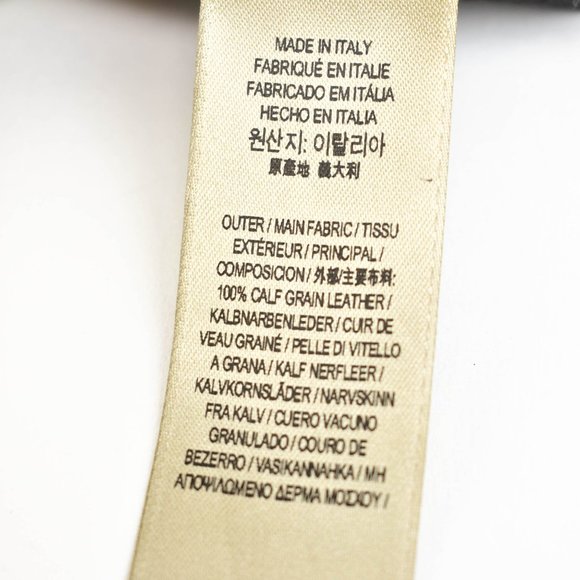 MADE IN ITALY
FABRIQUÉ EN ITALIE
FABRICADO EM ITÁLIA
HECHO EN ITALIA
원산지: 이탈리아
原產地 義大利
OUTER / MAIN FABRIC / TISSU
EXTÉRIEUR / PRINCIPAL /
COMPOSICION / 外部/主要布料:
100% CALF GRAIN LEATHER /
KALBNARBENLEDER / CUIR DE
VEAU GRAINÉ / PELLE DI VITELLO
A GRANA / KALF NERFLEER /
KALVKORNSLÄDER / NARVSKINN
FRA KALV / CUERO VACUNO
GRANULADO / COURO DE
BEZERRO / VASIKANNAHKA / ΜΗ
ΑΠΟΨΙΛΩΜΕΝΟ ΔΕΡΜΑ ΜΟΣΧΟΥ /